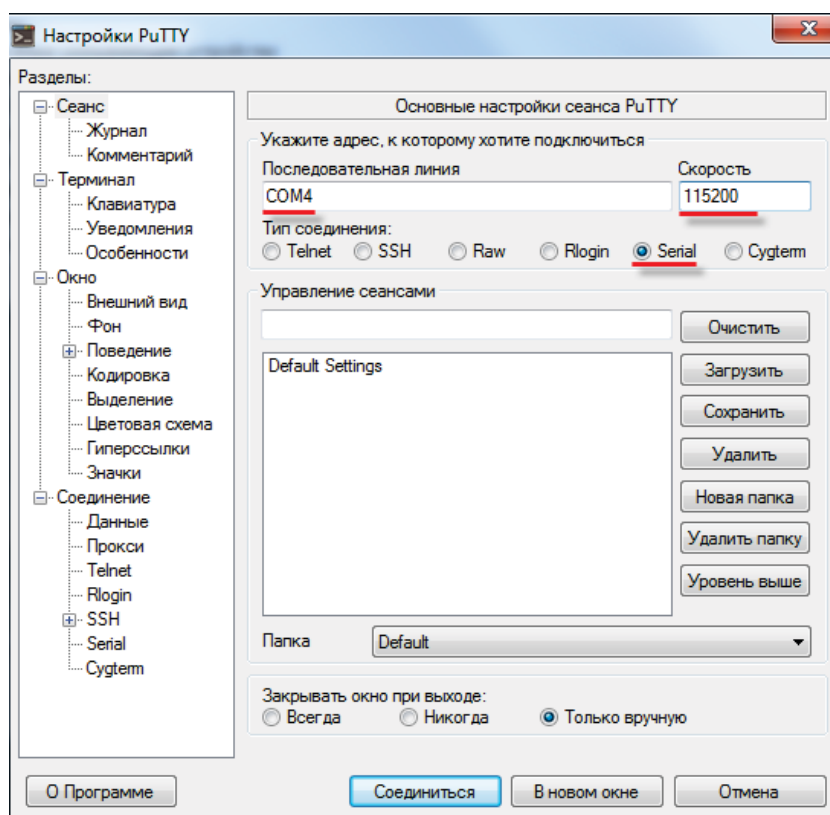 Настройки PuTTY
Разделы:
Сеанс
Журнал
Комментарий
Терминал
Клавиатура
Уведомления
Особенности
Окно
Внешний вид
Фон
Поведение
Кодировка
Выделение
Цветовая схема
Гиперссылки
Значки
Соединение
Данные
Прокси
Telnet
Rlogin
SSH
Serial
Cygterm
Основные настройки сеанса PuTTY
Укажите адрес, к которому хотите подключиться
Последовательная линия Скорость
COM4 115200
Тип соединения:
Telnet SSH Raw Rlogin Serial Cygterm
Управление сеансами
Очистить
Default Settings
Загрузить
Сохранить
Удалить
Новая папка
Удалить папку
Уровень выше
Папка Default
Закрывать окно при выходе:
Всегда Никогда Только вручную
О Программе Соединиться В новом окне Отмена